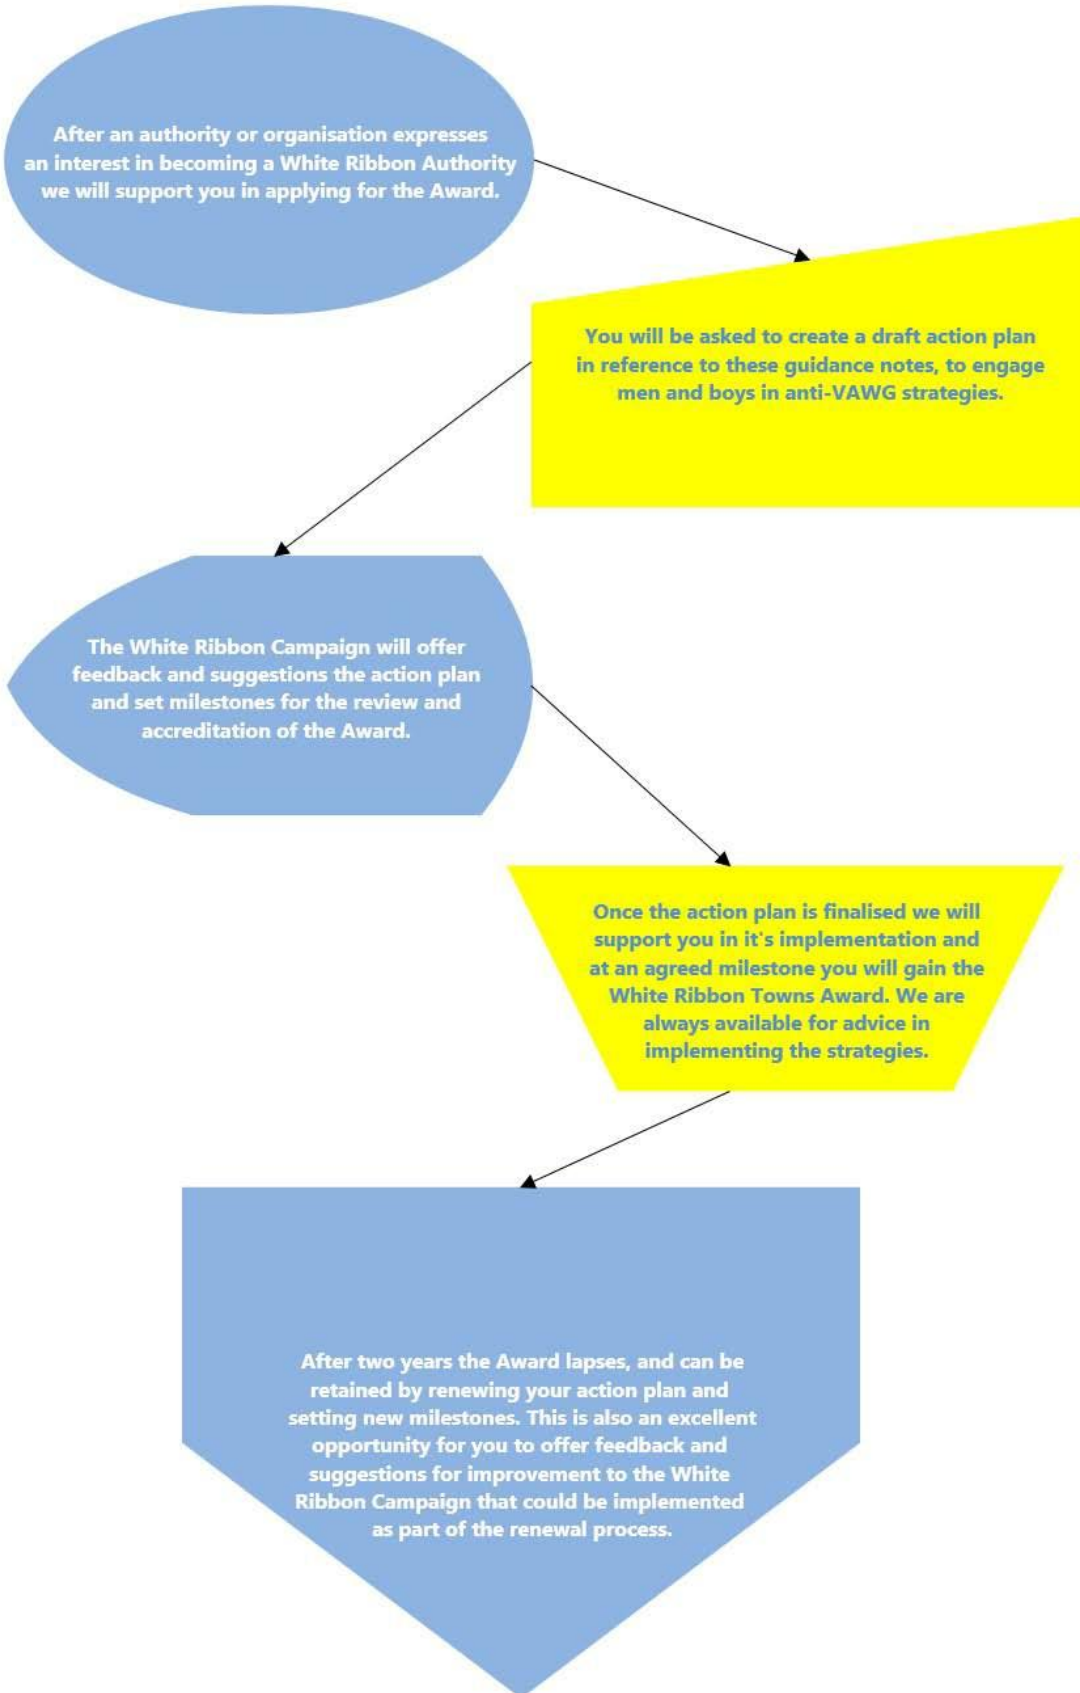 After an authority or organisation expresses
an interest in becoming a White Ribbon Authority
we will support you in applying for the Award.
You will be asked to create a draft action plan
in reference to these guidance notes, to engage
men and boys in anti-VAWG strategies.
The White Ribbon Campaign will offer
feedback and suggestions the action plan
and set milestones for the review and
accreditation of the Award.
Once the action plan is finalised we will
support you in it's implementation and
at an agreed milestone you will gain the
White Ribbon Towns Award. We are
always available for advice in
implementing the strategies.
After two years the Award lapses, and can be
retained by renewing your action plan and
setting new milestones. This is also an excellent
opportunity for you to offer feedback and
suggestions for improvement to the White
Ribbon Campaign that could be implemented
as part of the renewal process.